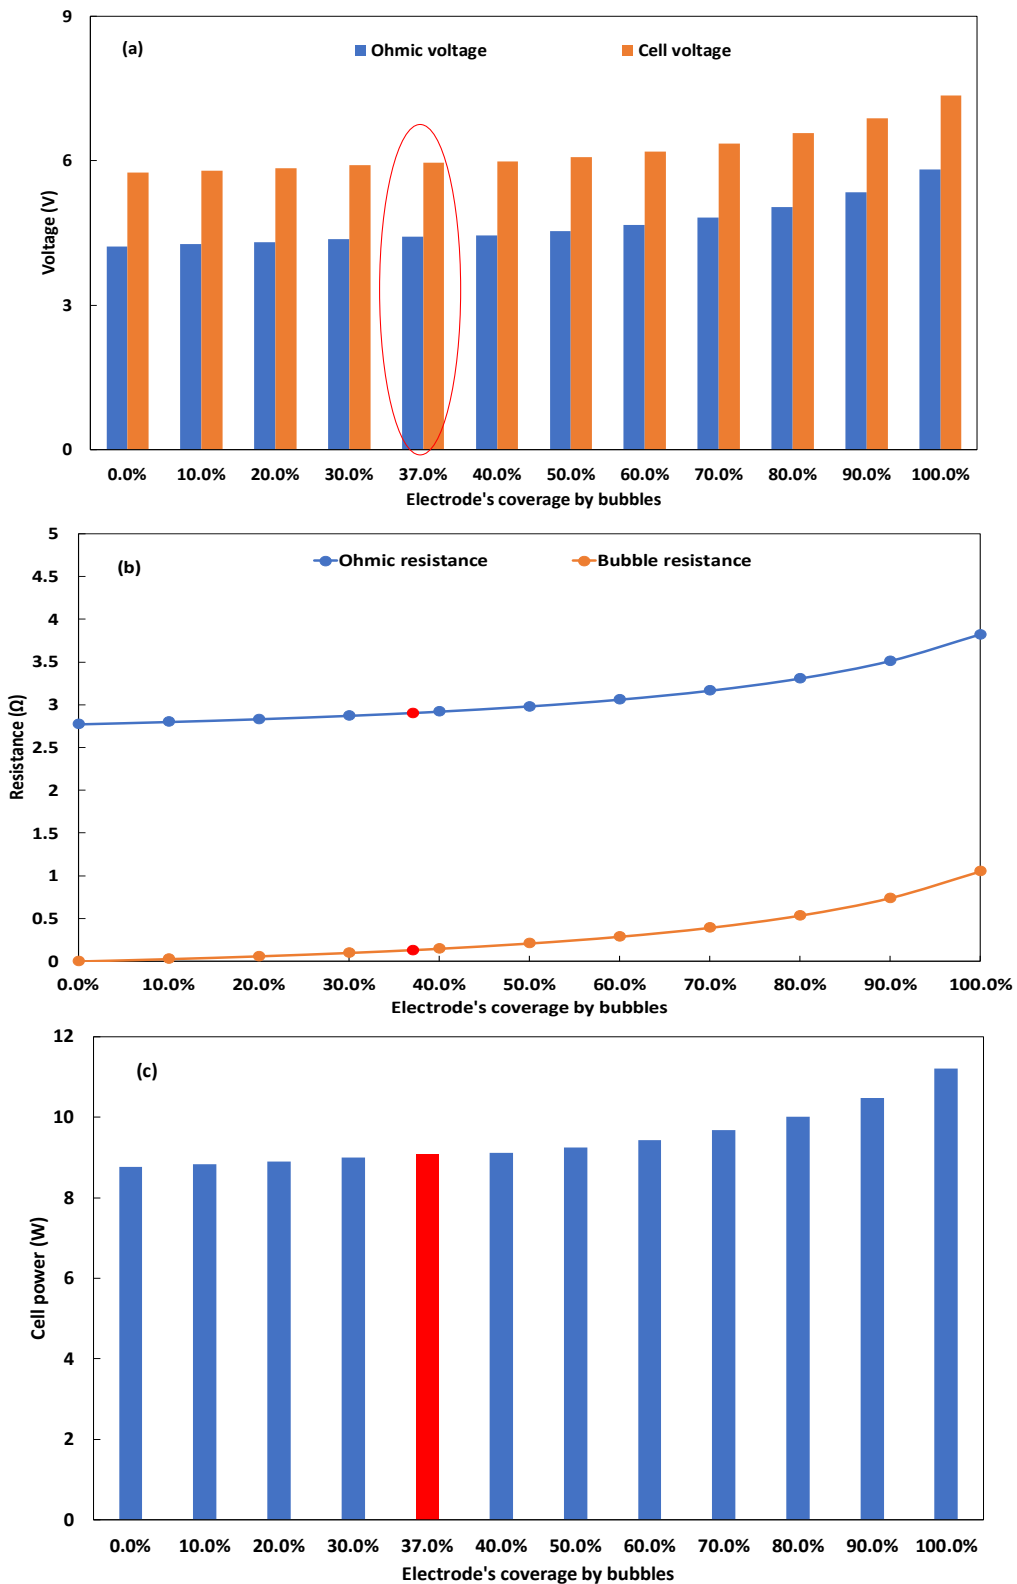 9
(a)
Ohmic voltage
Cell voltage
6
Voltage (V)
3
0
0.0% 10.0% 20.0% 30.0% 37.0% 40.0% 50.0% 60.0% 70.0% 80.0% 90.0% 100.0%
Electrode's coverage by bubbles
5
(b)
Ohmic resistance
Bubble resistance
4.5
4
3.5
3
Resistance (Ω)
2.5
2
1.5
1
0.5
0
0.0% 10.0% 20.0% 30.0% 40.0% 50.0% 60.0% 70.0% 80.0% 90.0% 100.0%
Electrode's coverage by bubbles
12
(c)
10
8
Cell power (W)
6
4
2
0
0.0% 10.0% 20.0% 30.0% 37.0% 40.0% 50.0% 60.0% 70.0% 80.0% 90.0% 100.0%
Electrode's coverage by bubbles